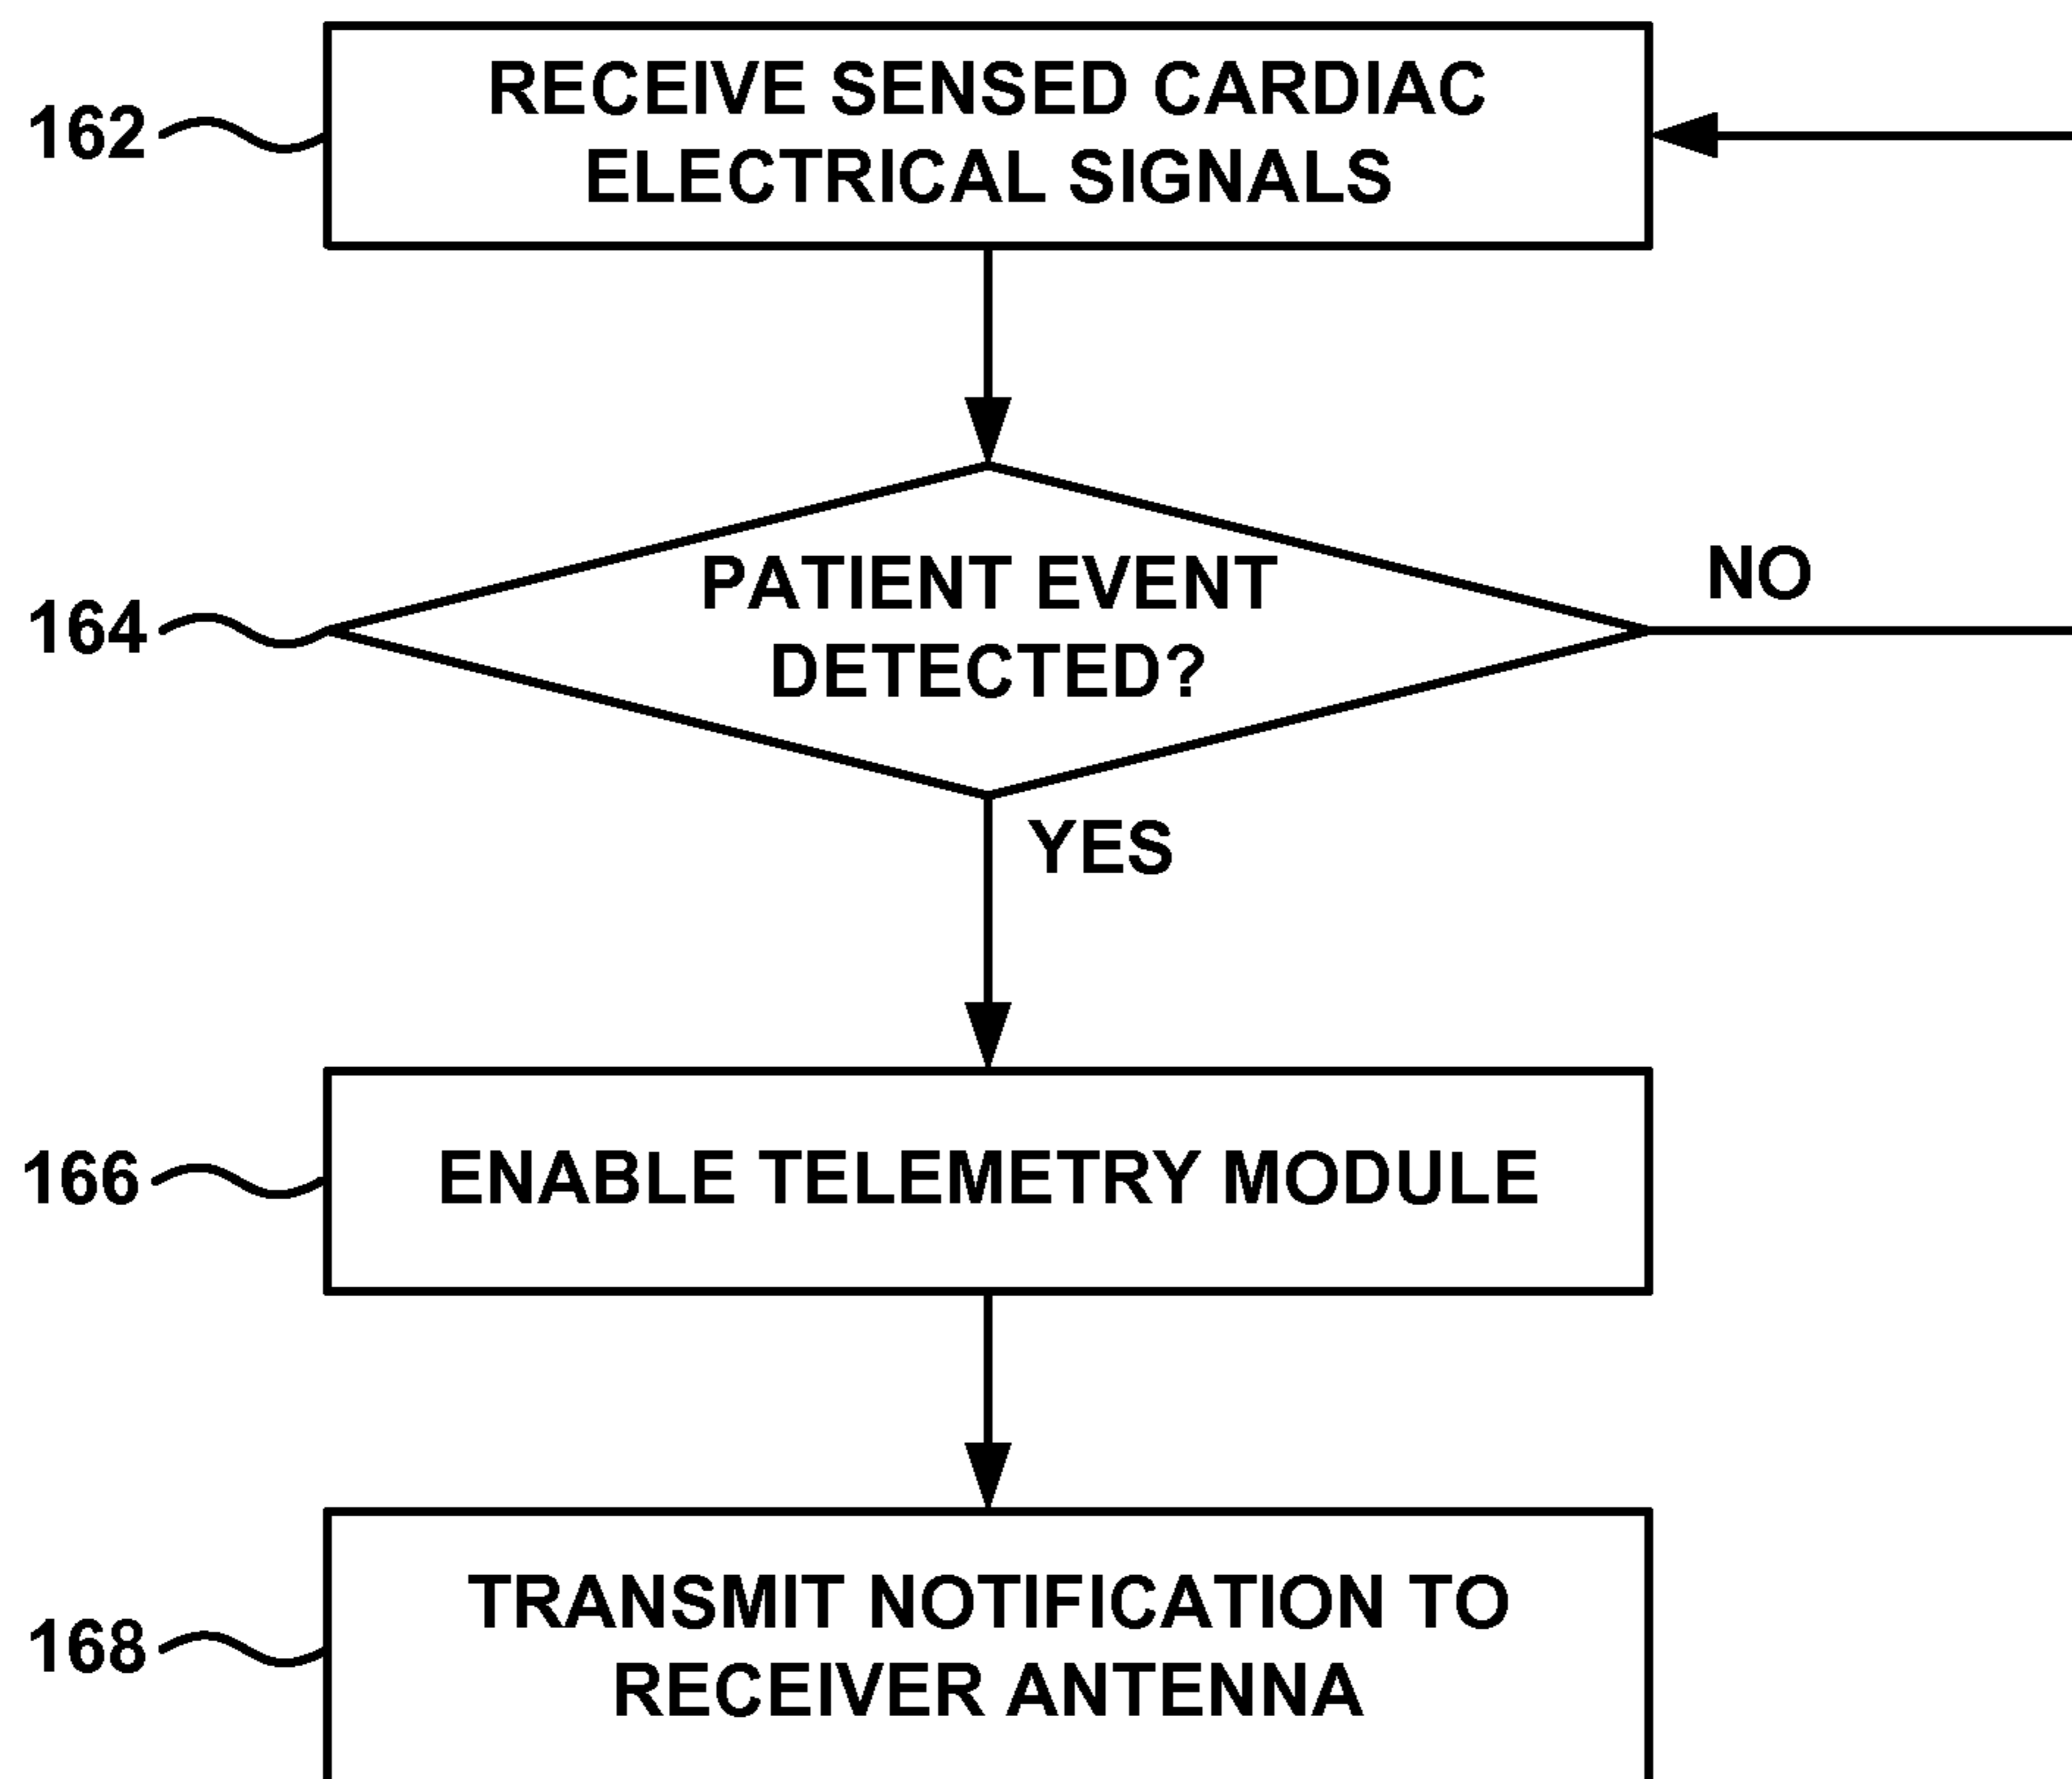 162
RECEIVE SENSED CARDIAC
ELECTRICAL SIGNALS
164
PATIENT EVENT
DETECTED?
NO
YES
166
ENABLE TELEMETRY MODULE
168
TRANSMIT NOTIFICATION TO
RECEIVER ANTENNA